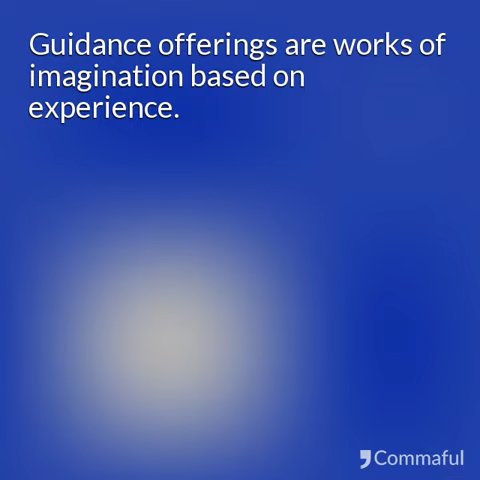 Guidance offerings are works of
imagination based on
experience.
Commaful